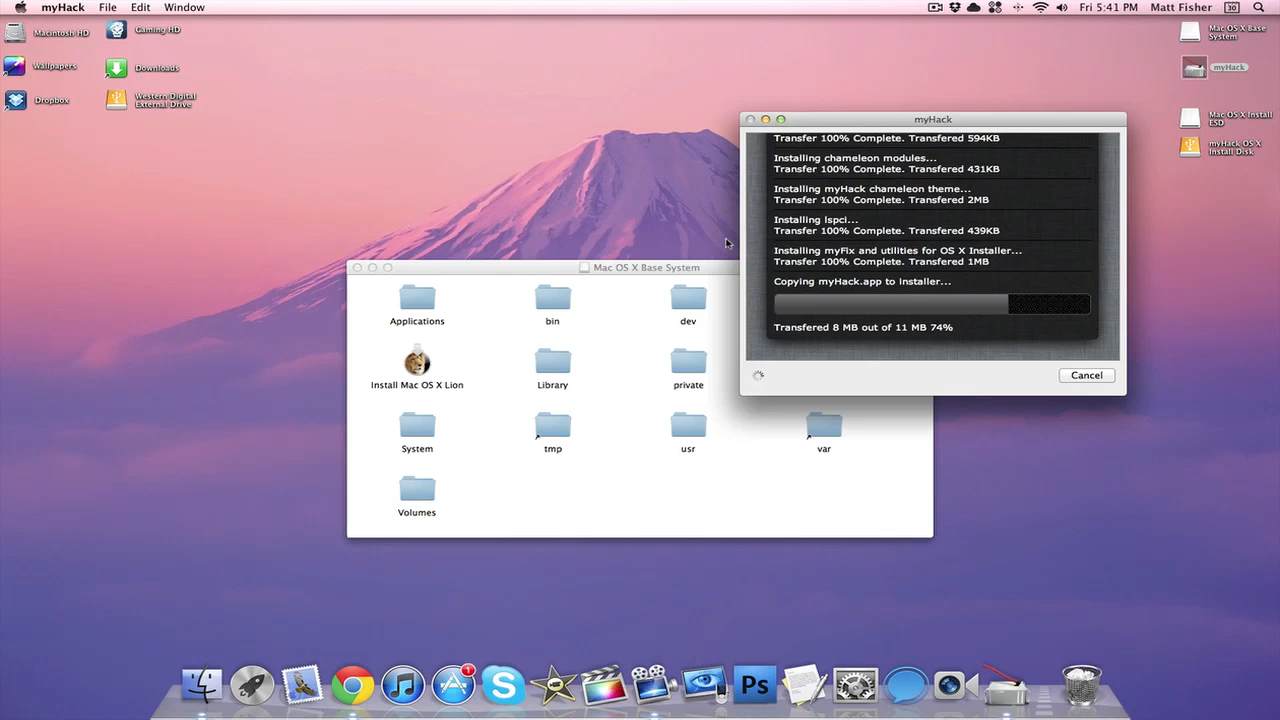 myHack File Edit Window
Fri 5:41 PM Matt Fisher 30
Macintosh HD
Gaming HD
Wallpapers
Downloads
Dropbox
Western Digital
External Drive
Mac OS X Base
System
myHack
Mac OS X Install
ESD
myHack OS X
Install Disk
myHack
Transfer 100% Complete. Transfered 594KB
Installing chameleon modules...
Transfer 100% Complete. Transfered 431KB
Installing myHack chameleon theme...
Transfer 100% Complete. Transfered 2MB
Installing lspci...
Transfer 100% Complete. Transfered 439KB
Installing myFix and utilities for OS X Installer...
Transfer 100% Complete. Transfered 1MB
Copying myHack.app to installer...
Transfered 8 MB out of 11 MB 74%
Cancel
Mac OS X Base System
Applications
bin
dev
Install Mac OS X Lion
Library
private
System
tmp
usr
var
Volumes
1
S
Ps